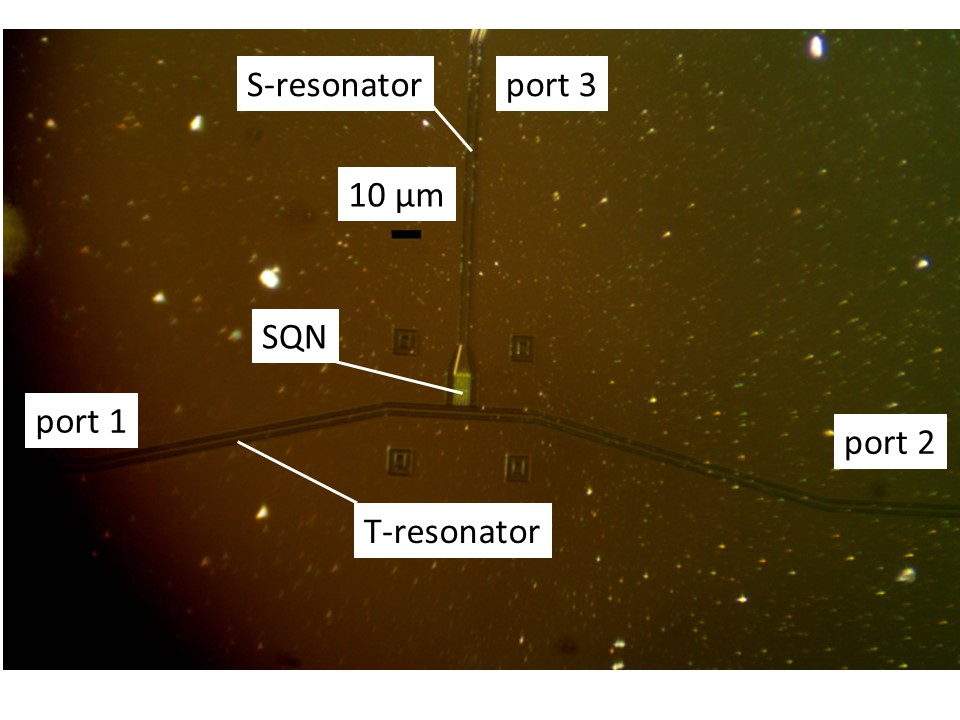 S-resonator
port 3
10 μm
SQN
port 1
port 2
T-resonator